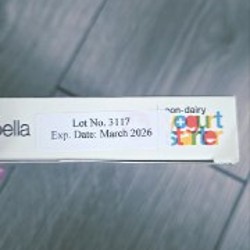 bella
Lot No. 3117
Exp. Date: March 2026
non-dairy
yogurt
starter